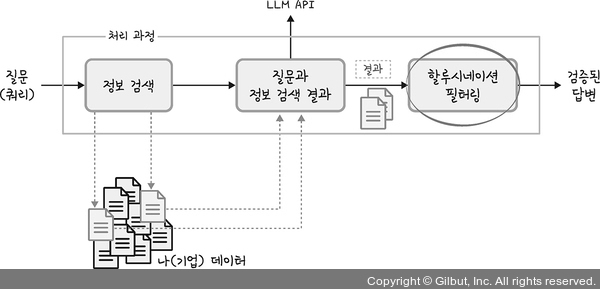 LLM API
처리 과정
질문
(쿼리)
정보 검색
질문과
정보 검색 결과
결과
할루시네이션
필터링
검증된
답변
나(기업) 데이터
Copyright © Gilbut, Inc. All rights reserved.